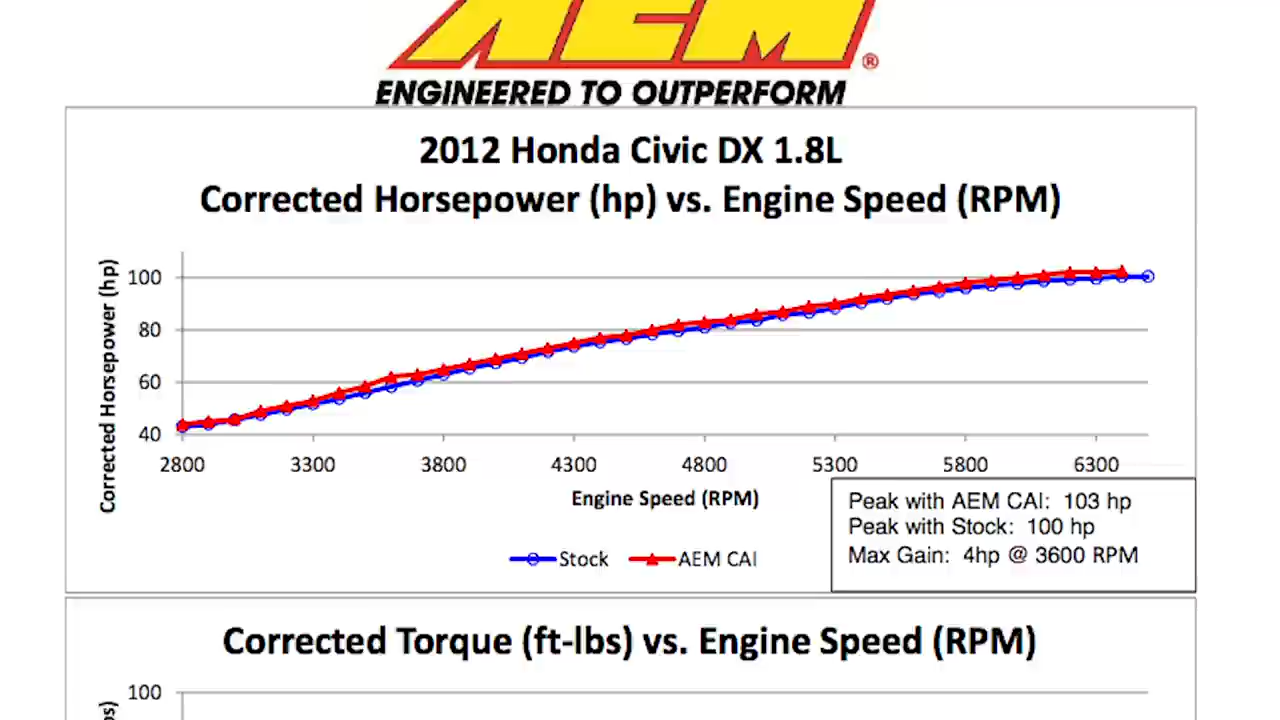 AEM®
ENGINEERED TO OUTPERFORM
2012 Honda Civic DX 1.8L
Corrected Horsepower (hp) vs. Engine Speed (RPM)
Corrected Horsepower (hp)
100
80
60
40
2800 3300 3800 4300 4800 5300 5800 6300
Engine Speed (RPM)
Stock AEM CAI
Peak with AEM CAI: 103 hp
Peak with Stock: 100 hp
Max Gain: 4hp @ 3600 RPM
Corrected Torque (ft-lbs) vs. Engine Speed (RPM)
100